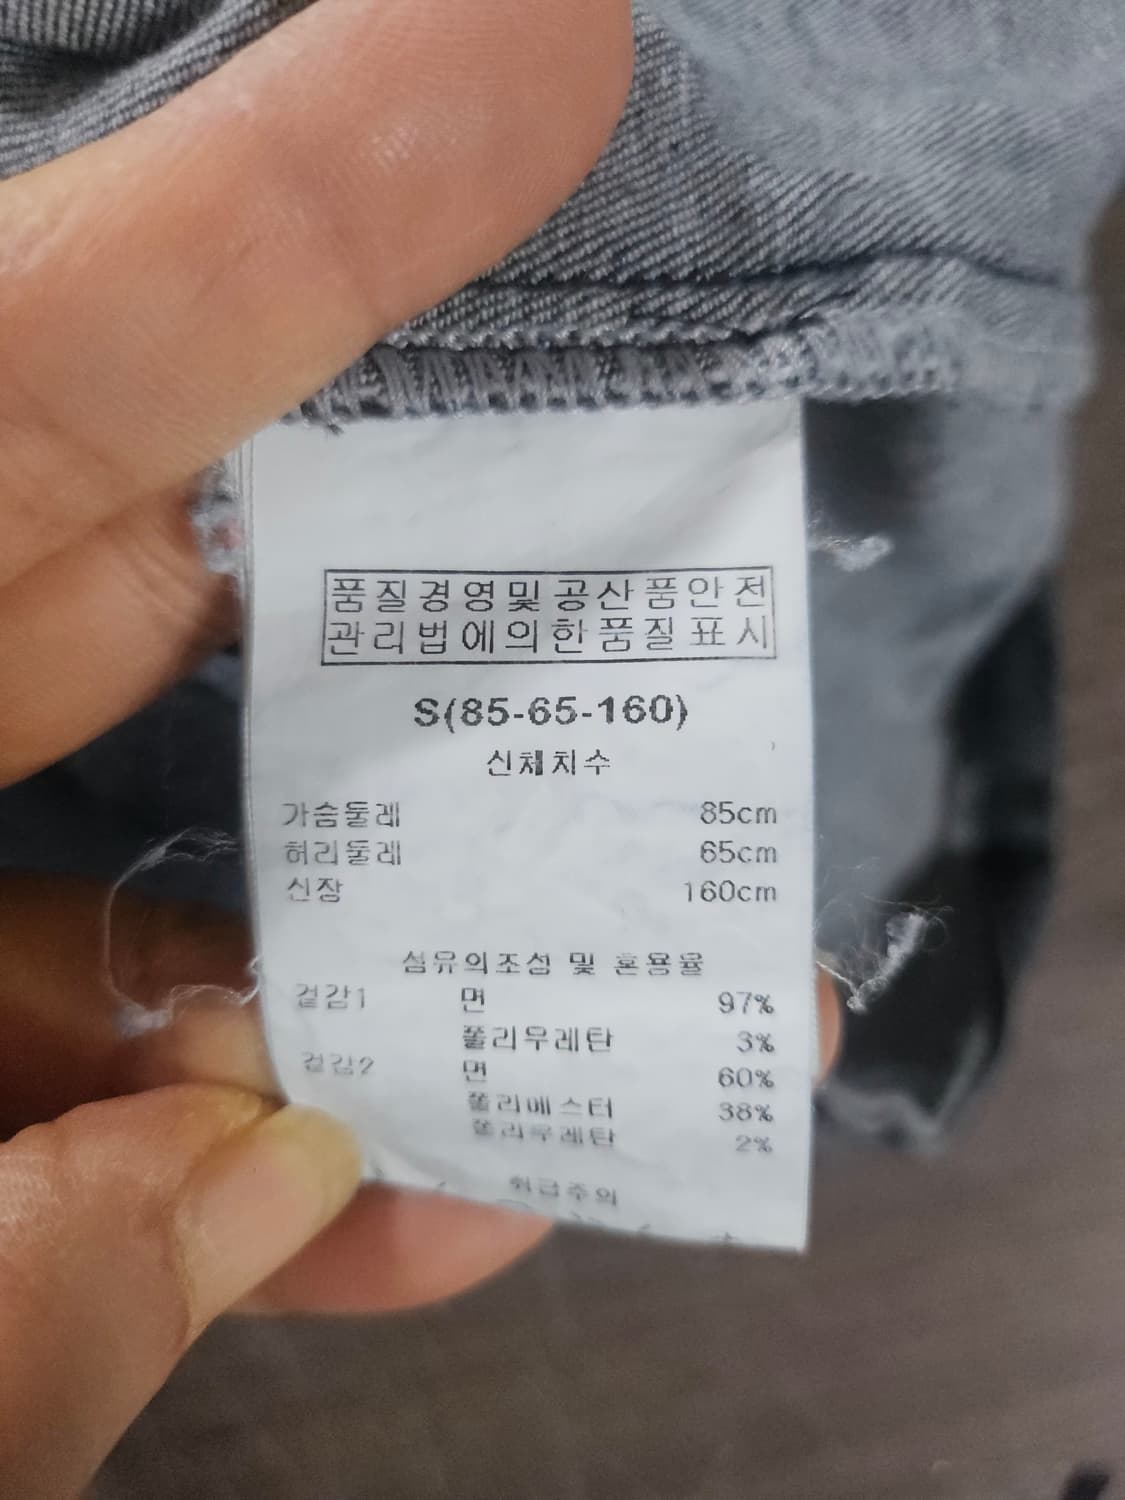 품질경영및공산품안전
관리법에의한품질표시
S(85-65-160)
신체치수
가슴둘레 85cm
허리둘레 65cm
신장 160cm
섬유의조성 및 혼용율
겉감1 면 97%
폴리우레탄 3%
겉감2 면 60%
폴리에스터 38%
폴리우레탄 2%
취급주의